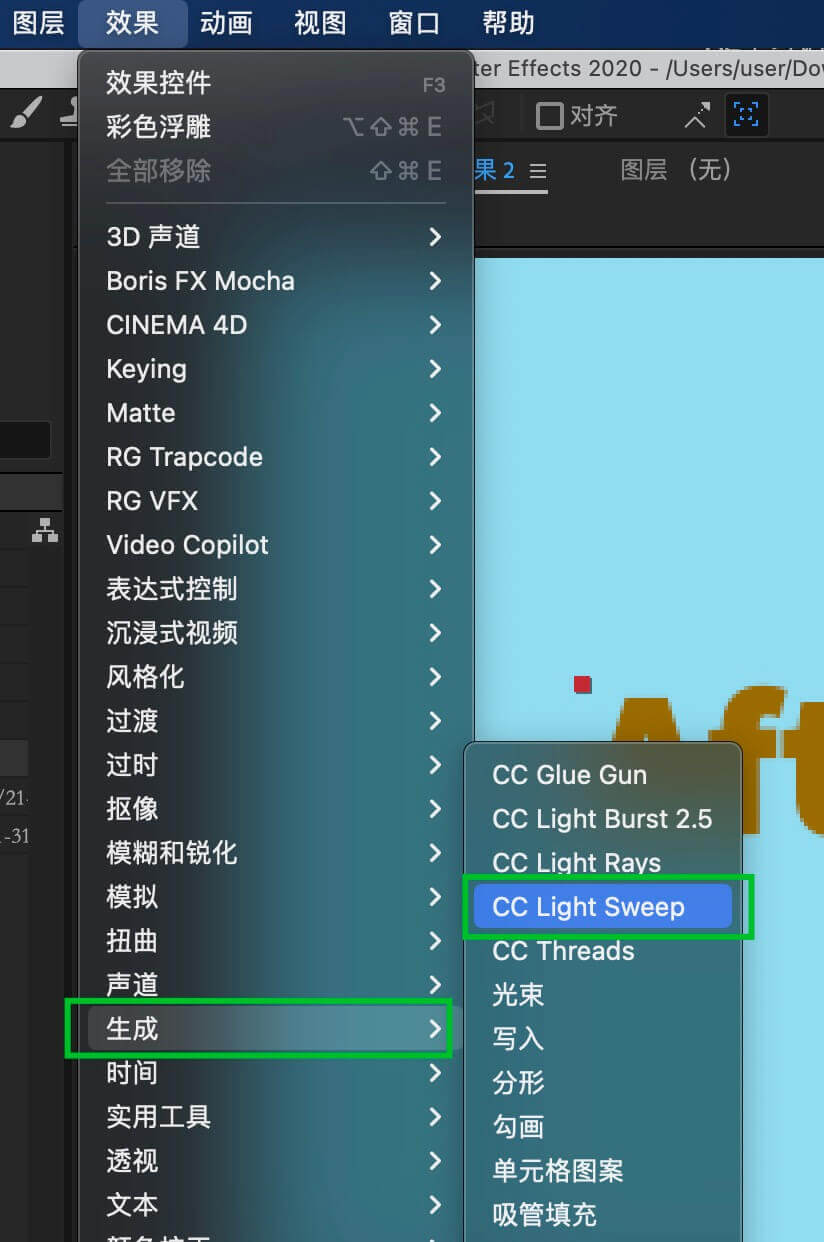 图层 效果 动画 视图 窗口 帮助
ter Effects 2020 - /Users/user/Dov
对齐
果 2
图层 (无)
效果控件 F3
彩色浮雕 ⌥⇧⌘E
全部移除 ⇧⌘E
3D 声道
Boris FX Mocha
CINEMA 4D
Keying
Matte
RG Trapcode
RG VFX
Video Copilot
表达式控制
沉浸式视频
风格化
过渡
过时
抠像
模糊和锐化
模拟
扭曲
声道
生成
时间
实用工具
透视
文本
/21-
-31
Aft
CC Glue Gun
CC Light Burst 2.5
CC Light Rays
CC Light Sweep
CC Threads
光束
写入
分形
勾画
单元格图案
吸管填充